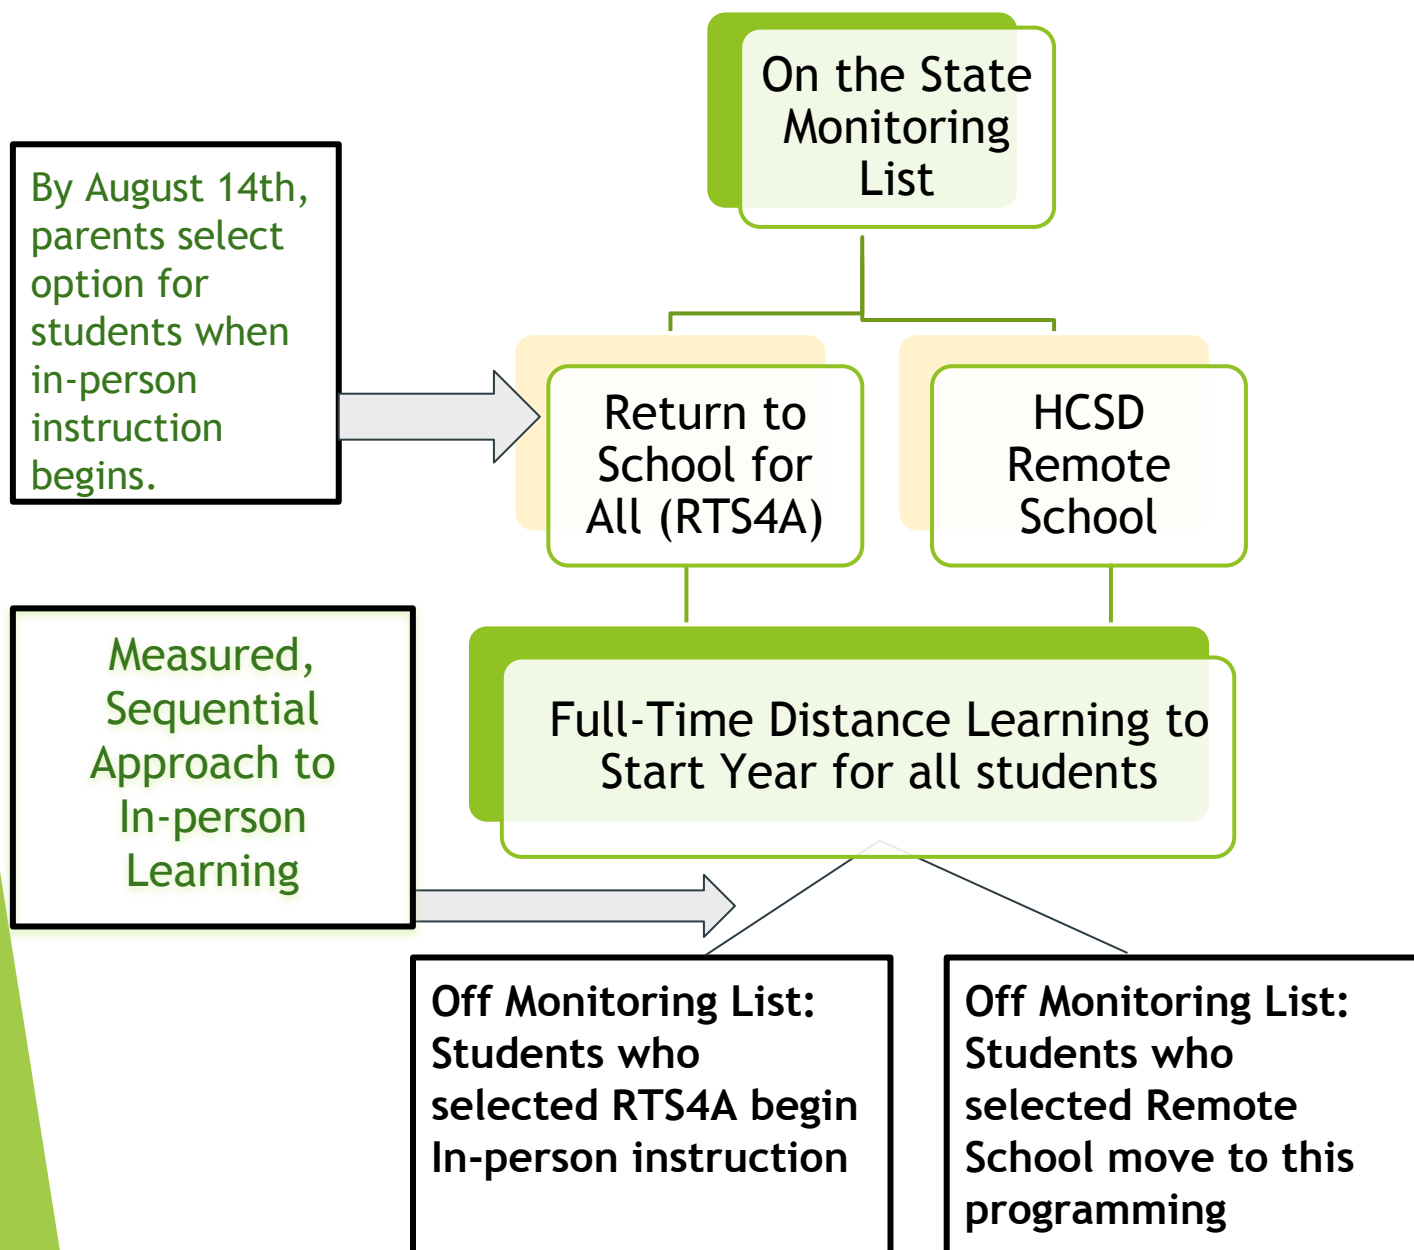 On the State
Monitoring
List
By August 14th,
parents select
option for
students when
in-person
instruction
begins.
Return to
School for
All (RTS4A)
HCSD
Remote
School
Measured,
Sequential
Approach to
In-person
Learning
Full-Time Distance Learning to
Start Year for all students
Off Monitoring List:
Students who
selected RTS4A begin
In-person instruction
Off Monitoring List:
Students who
selected Remote
School move to this
programming